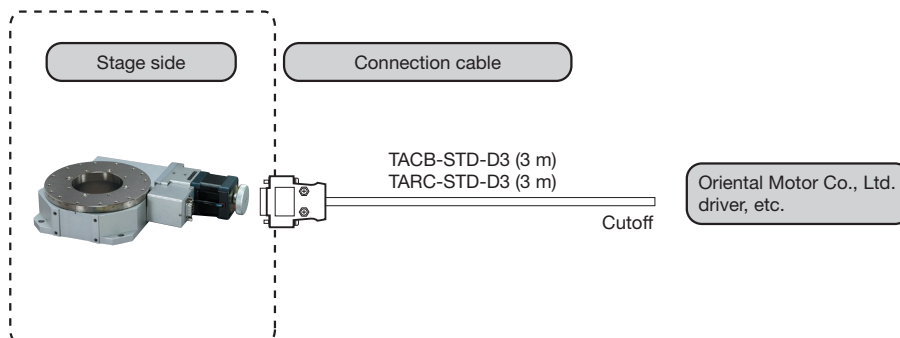 Stage side
Connection cable
TACB-STD-D3 (3 m)
TARC-STD-D3 (3 m)
Cutoff
Oriental Motor Co., Ltd.
driver, etc.